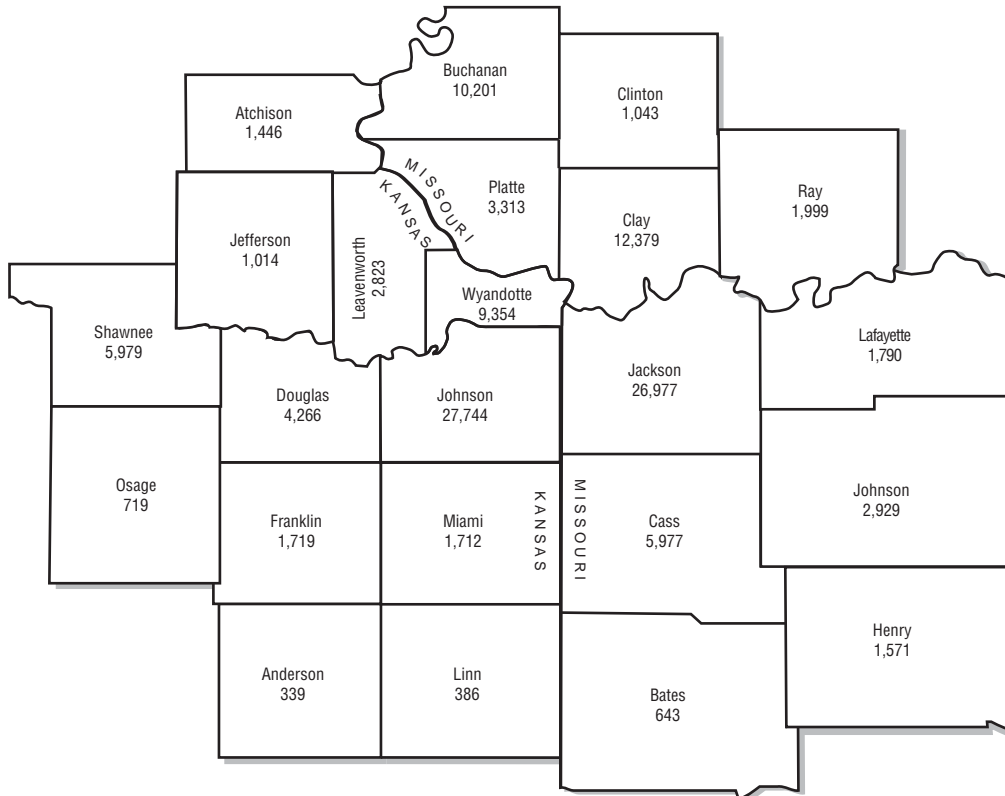 Buchanan
10,201
Clinton
1,043
Atchison
1,446
Platte
3,313
Ray
1,999
MISSOURI
KANSAS
Clay
12,379
Jefferson
1,014
Leavenworth
2,823
Wyandotte
9,354
Shawnee
5,979
Lafayette
1,790
Jackson
26,977
Douglas
4,266
Johnson
27,744
Osage
719
Johnson
2,929
Franklin
1,719
Miami
1,712
KANSAS
MISSOURI
Cass
5,977
Henry
1,571
Anderson
339
Linn
386
Bates
643